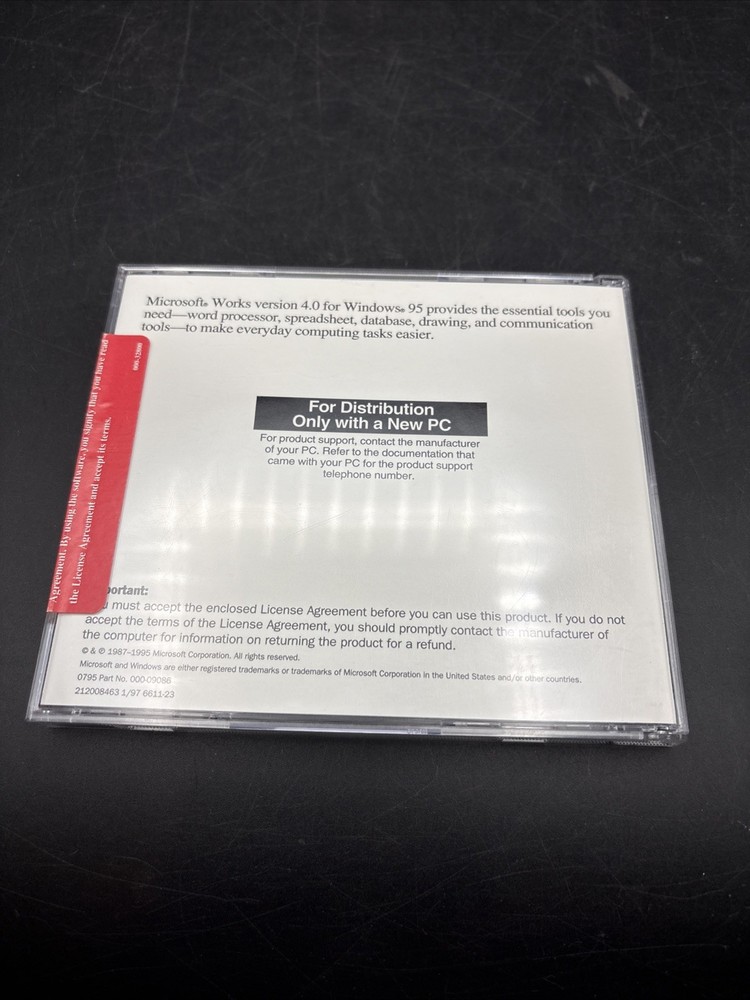 Microsoft® Works version 4.0 for Windows® 95 provides the essential tools you
need—word processor, spreadsheet, database, drawing, and communication
tools—to make everyday computing tasks easier.
000-32800
Agreement. By using the software, you signify that you have read
the License Agreement and accept its terms.
For Distribution
Only with a New PC
For product support, contact the manufacturer
of your PC. Refer to the documentation that
came with your PC for the product support
telephone number.
portant:
u must accept the enclosed License Agreement before you can use this product. If you do not
accept the terms of the License Agreement, you should promptly contact the manufacturer of
the computer for information on returning the product for a refund.
© & ℗ 1987–1995 Microsoft Corporation. All rights reserved.
Microsoft and Windows are either registered trademarks or trademarks of Microsoft Corporation in the United States and/or other countries.
0795 Part No. 000-09086
212008463 1/97 6611-23